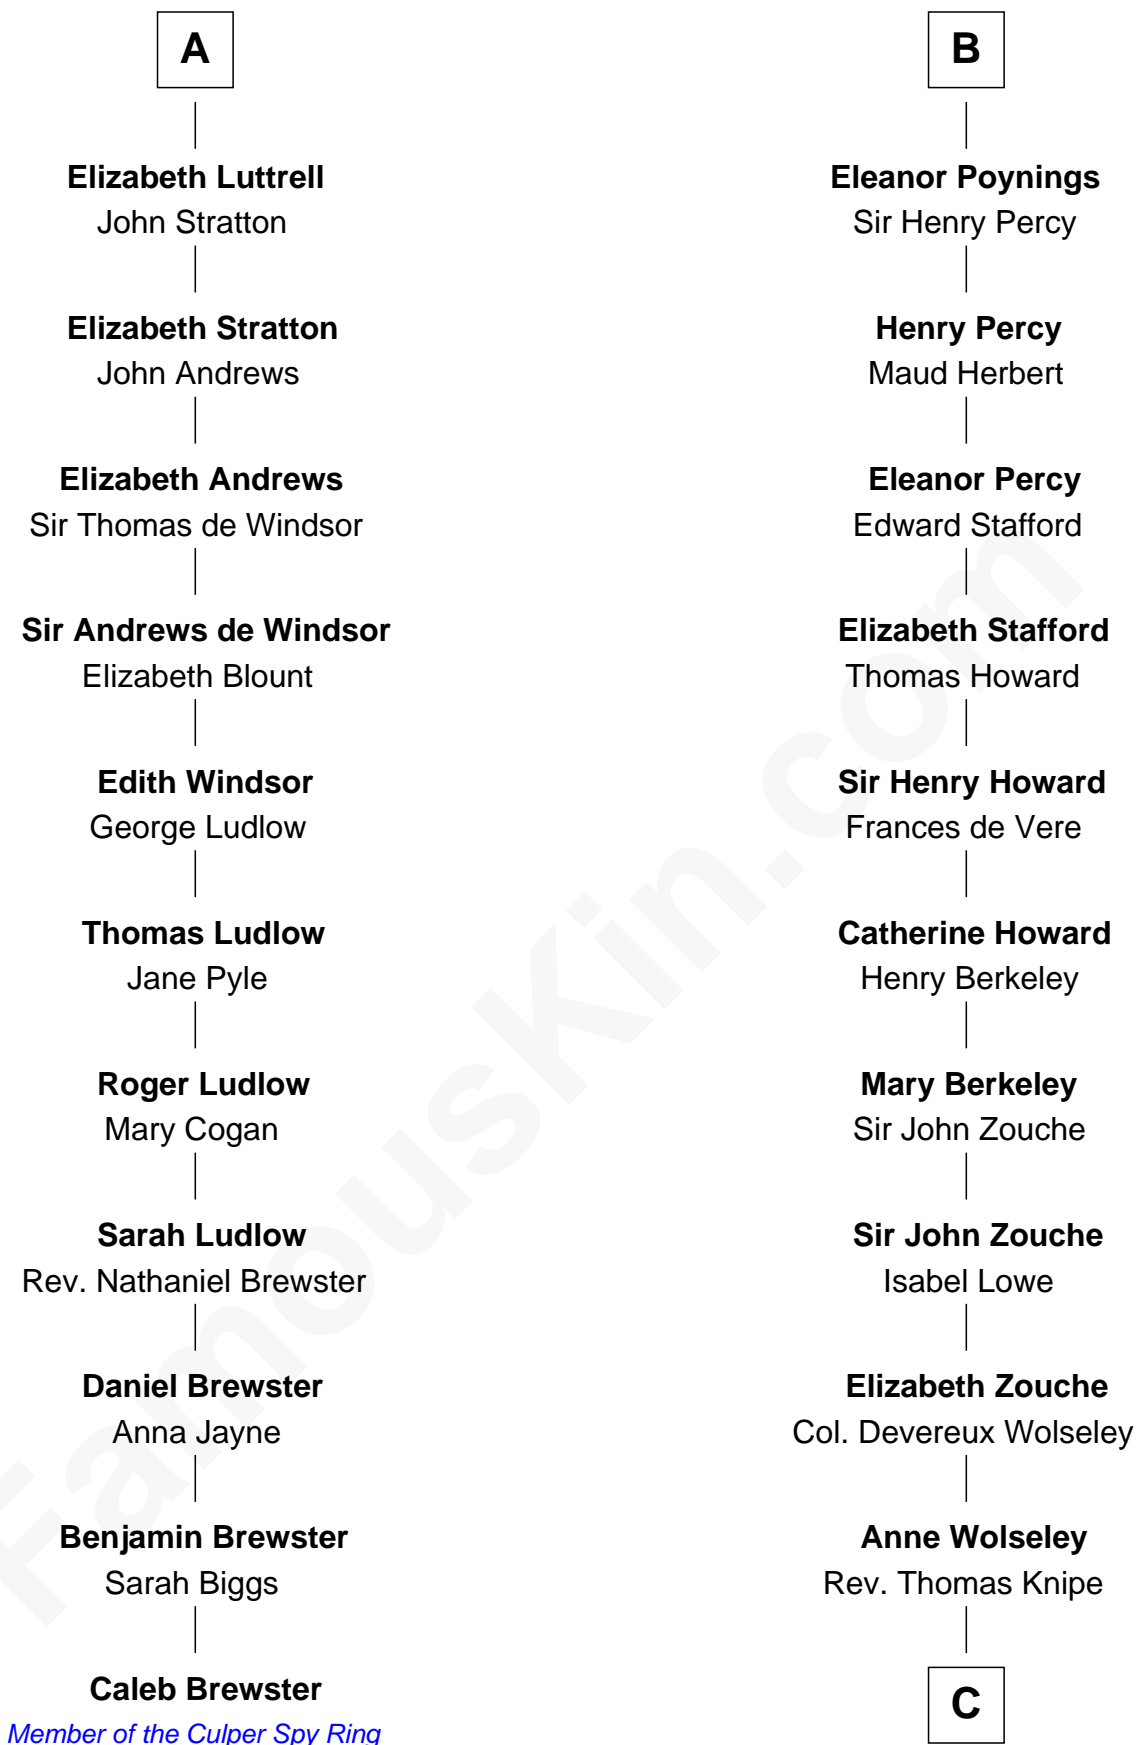 A
Elizabeth Luttrell
John Stratton
Elizabeth Stratton
John Andrews
Elizabeth Andrews
Sir Thomas de Windsor
Sir Andrews de Windsor
Elizabeth Blount
Edith Windsor
George Ludlow
Thomas Ludlow
Jane Pyle
Roger Ludlow
Mary Cogan
Sarah Ludlow
Rev. Nathaniel Brewster
Daniel Brewster
Anna Jayne
Benjamin Brewster
Sarah Biggs
Caleb Brewster
Member of the Culper Spy Ring
B
Eleanor Poynings
Sir Henry Percy
Henry Percy
Maud Herbert
Eleanor Percy
Edward Stafford
Elizabeth Stafford
Thomas Howard
Sir Henry Howard
Frances de Vere
Catherine Howard
Henry Berkeley
Mary Berkeley
Sir John Zouche
Sir John Zouche
Isabel Lowe
Elizabeth Zouche
Col. Devereux Wolseley
Anne Wolseley
Rev. Thomas Knipe
C
FamousKin.com